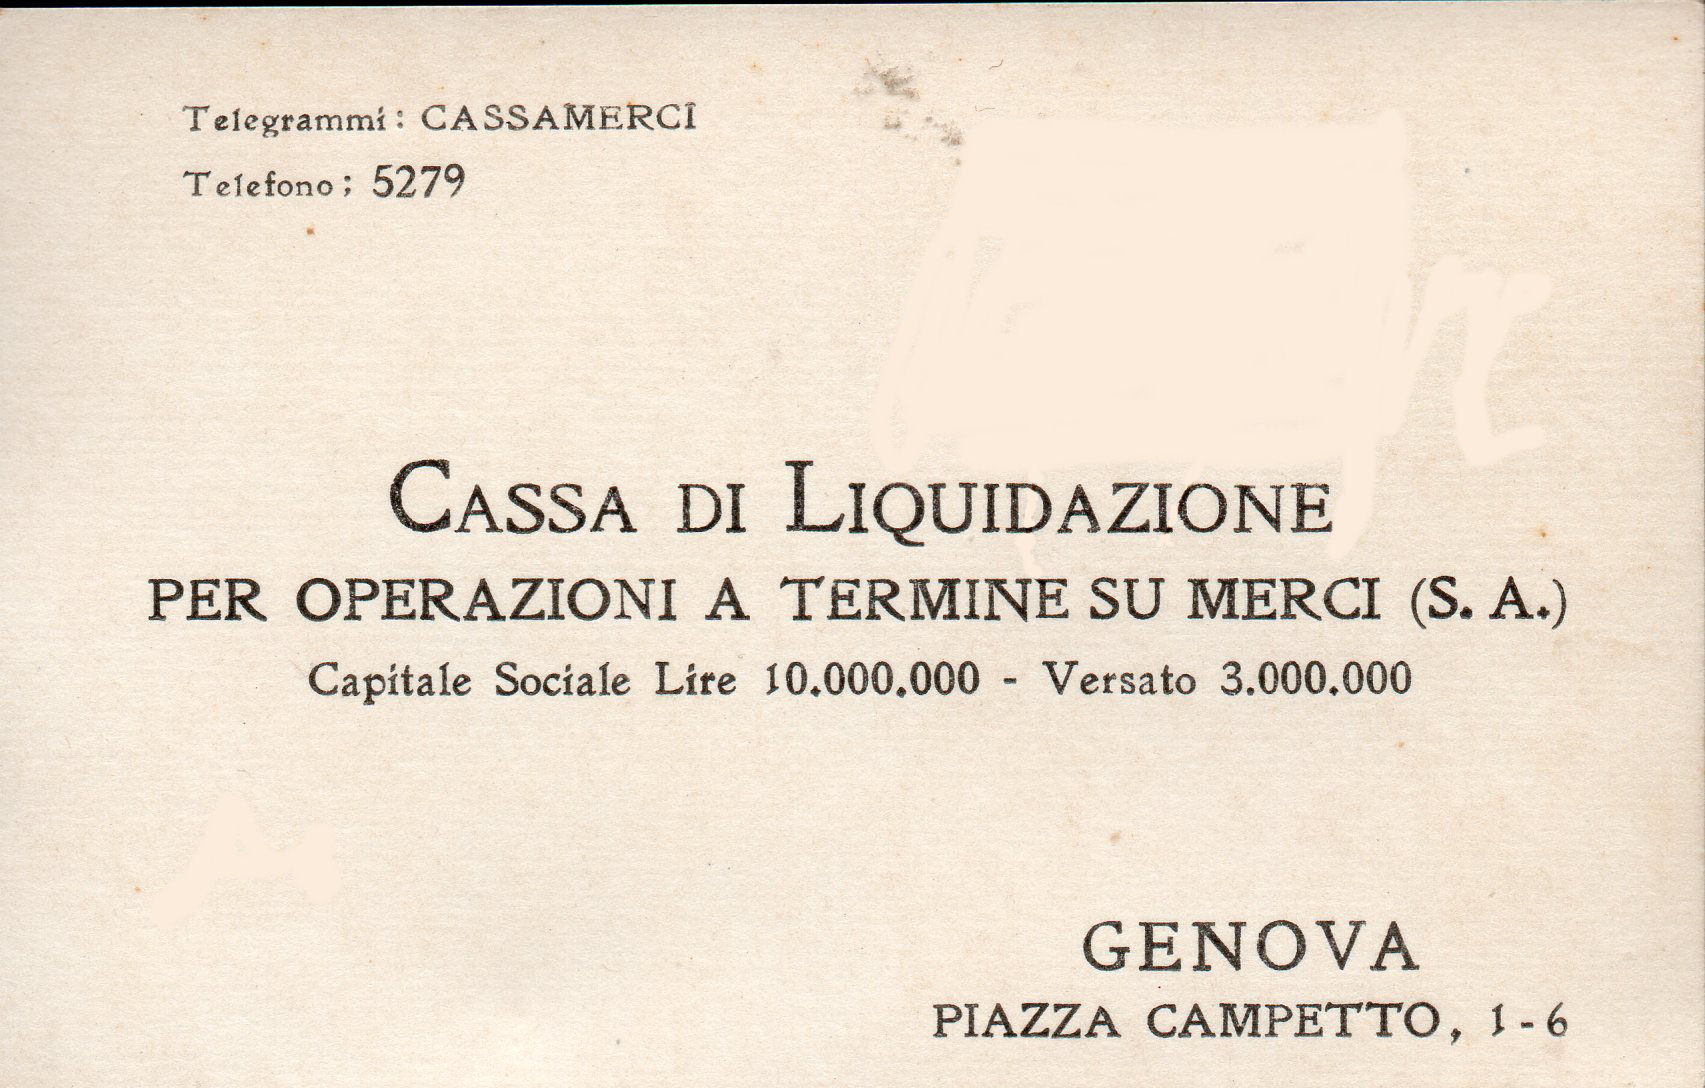 Telegrammi: CASSAMERCI
Telefono: 5279
CASSA DI LIQUIDAZIONE
PER OPERAZIONI A TERMINE SU MERCI (S. A.)
Capitale Sociale Lire 10.000.000 - Versato 3.000.000
GENOVA
PIAZZA CAMPETTO, 1-6